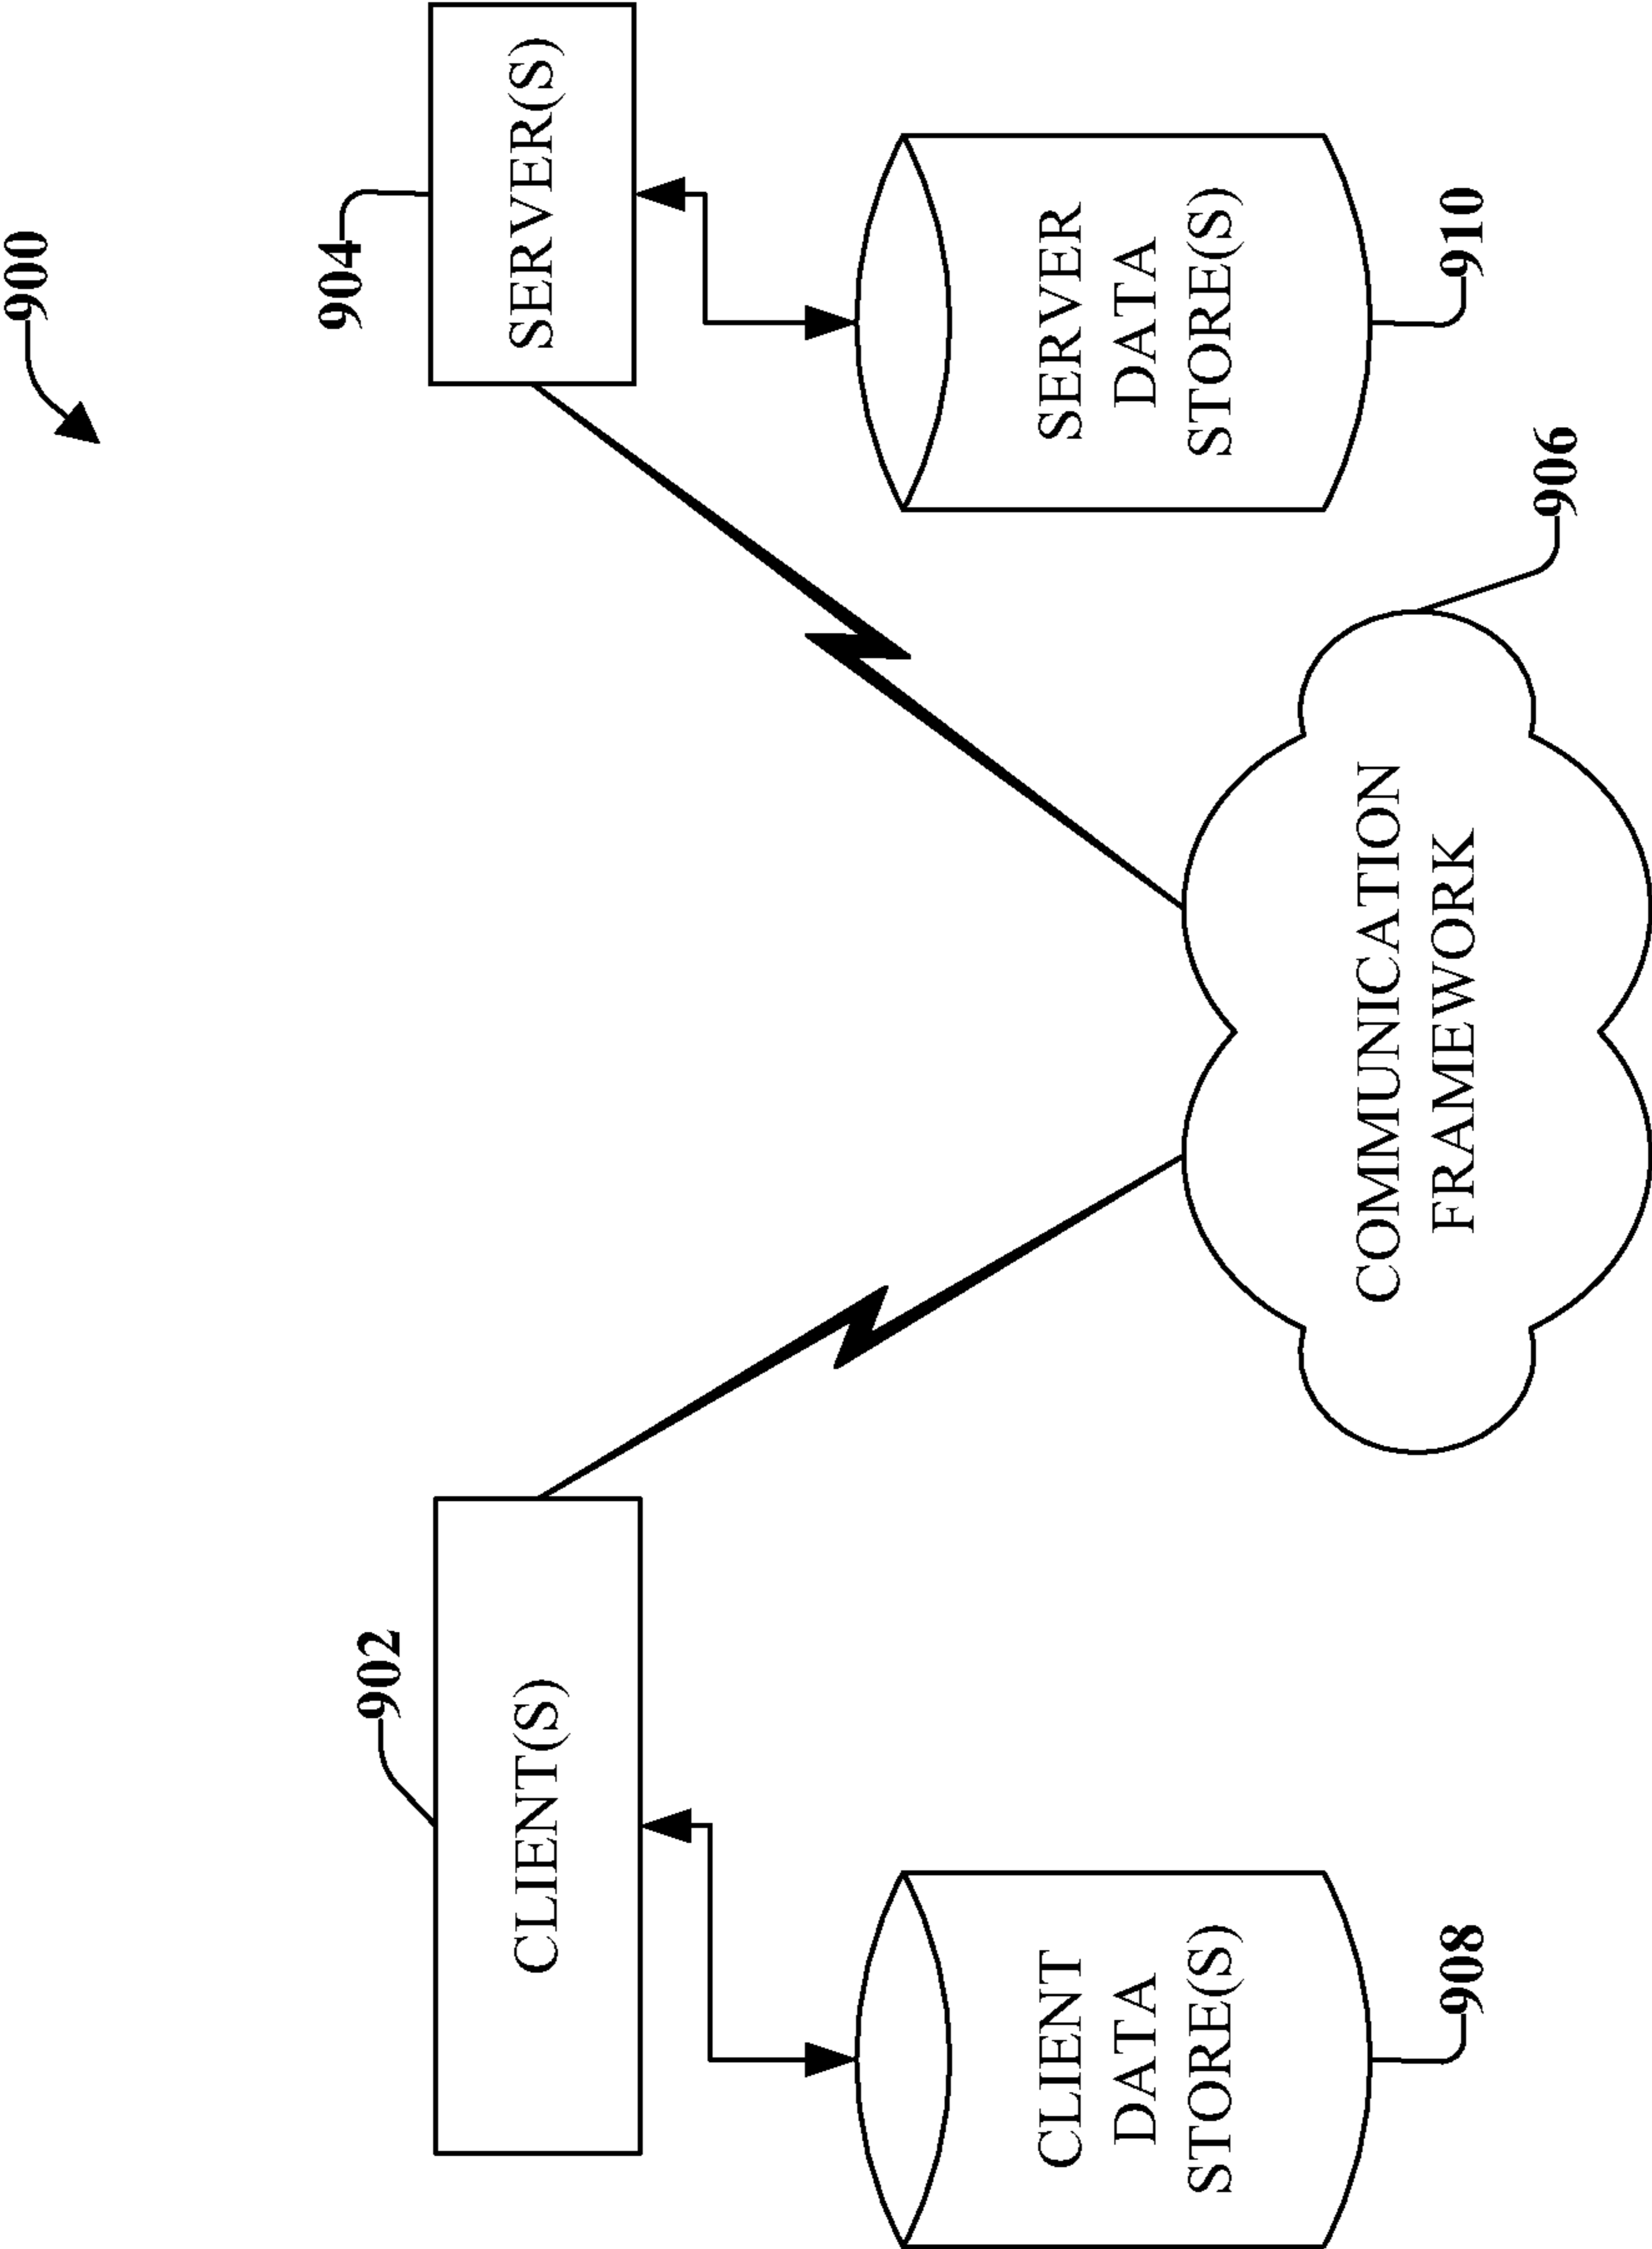 900
902
904
CLIENT(S)
SERVER(S)
CLIENT
DATA
STORE(S)
SERVER
DATA
STORE(S)
COMMUNICATION
FRAMEWORK
908
910
906